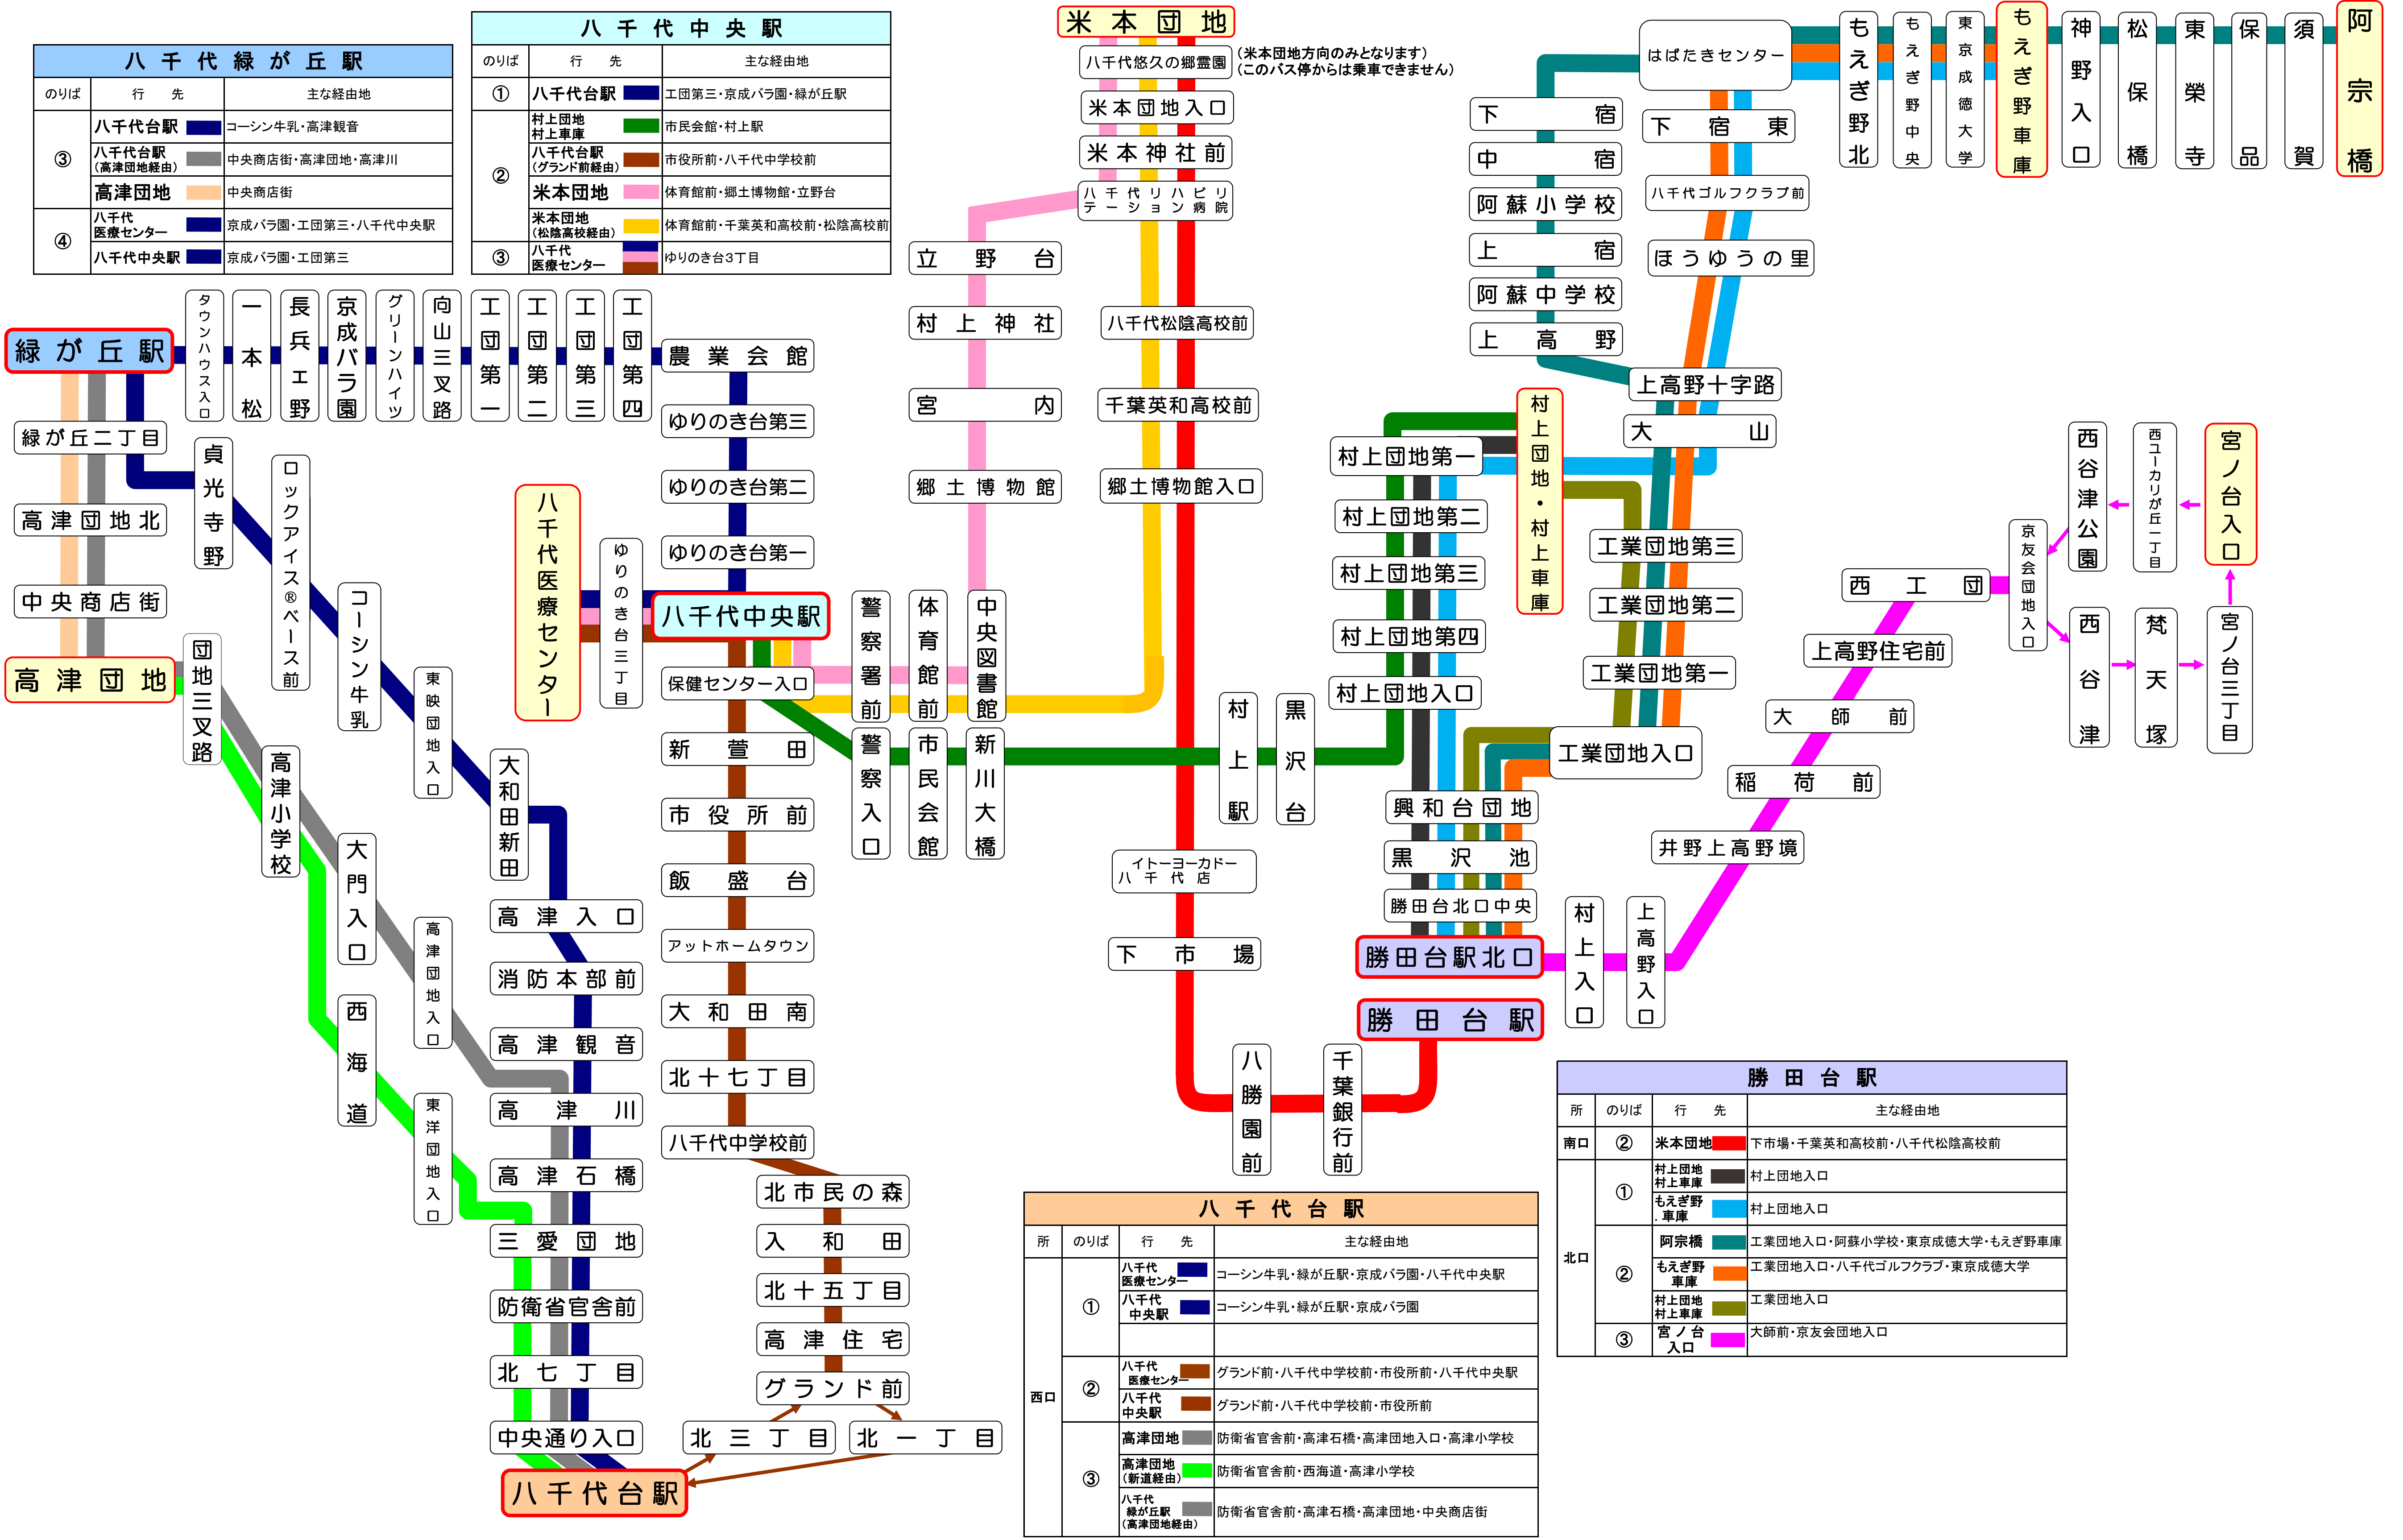 八千代緑が丘駅
のりば 行先 主な経由地
③ 八千代台駅 コーシン牛乳・高津観音
八千代台駅
(高津団地経由) 中央商店街・高津団地・高津川
高津団地 中央商店街
④ 八千代
医療センター 京成バラ園・工団第三・八千代中央駅
八千代中央駅 京成バラ園・工団第三
八千代中央駅
のりば 行先 主な経由地
① 八千代台駅 工団第三・京成バラ園・緑が丘駅
② 村上団地
村上車庫 市民会館・村上駅
八千代台駅
(グランド前経由) 市役所前・八千代中学校前
米本団地 体育館前・郷土博物館・立野台
米本団地
(松陰高校経由) 体育館前・千葉英和高校前・松陰高校前
③ 八千代
医療センター ゆりのき台3丁目
米本団地
八千代悠久の郷霊園
(米本団地方向のみとなります)
(このバス停からは乗車できません)
米本団地入口
米本神社前
八千代リハビリ
テーション病院
立野台
村上神社
宮内
郷土博物館
八千代松陰高校前
千葉英和高校前
郷土博物館入口
はばたきセンター
もえぎ野北
もえぎ野中央
東京成徳大学
もえぎ野車庫
神野入口
松保橋
東榮寺
保品
須賀
阿宗橋
下宿
中宿
阿蘇小学校
上宿
阿蘇中学校
上高野
下宿東
八千代ゴルフクラブ前
ほうゆうの里
上高野十字路
大山
緑が丘駅
タウンハウス入口
一本松
長兵エ野
京成バラ園
グリーンハイツ
向山三叉路
工団第一
工団第二
工団第三
工団第四
農業会館
ゆりのき台第三
ゆりのき台第二
ゆりのき台第一
八千代中央駅
ゆりのき台三丁目
八千代医療センター
緑が丘二丁目
高津団地北
中央商店街
高津団地
貞光寺野
ロックアイス®ベース前
コーシン牛乳
東映団地入口
大和田新田
高津入口
消防本部前
高津観音
高津川
高津石橋
三愛団地
防衛省官舎前
北七丁目
中央通り入口
八千代台駅
団地三叉路
高津小学校
大門入口
高津団地入口
西海道
東洋団地入口
保健センター入口
新萱田
市役所前
飯盛台
アットホームタウン
大和田南
北十七丁目
八千代中学校前
北市民の森
入和田
北十五丁目
高津住宅
グランド前
北三丁目
北一丁目
警察署前
体育館前
中央図書館
警察入口
市民会館
新川大橋
村上駅
黒沢台
イトーヨーカドー
八千代店
下市場
八勝園前
千葉銀行前
村上団地第一
村上団地第二
村上団地第三
村上団地第四
村上団地入口
村上団地・村上車庫
工業団地第三
工業団地第二
工業団地第一
工業団地入口
興和台団地
黒沢池
勝田台北口中央
勝田台駅北口
勝田台駅
村上入口
上高野入口
井野上高野境
稲荷前
大師前
上高野住宅前
西工団
京友会団地入口
西谷津公園
西ユーカリが丘一丁目
宮ノ台入口
西谷津
梵天塚
宮ノ台三丁目
勝田台駅
所 のりば 行先 主な経由地
南口 ② 米本団地 下市場・千葉英和高校前・八千代松陰高校前
北口 ① 村上団地
村上車庫 村上団地入口
もえぎ野
.車庫 村上団地入口
② 阿宗橋 工業団地入口・阿蘇小学校・東京成徳大学・もえぎ野車庫
もえぎ野
車庫 工業団地入口・八千代ゴルフクラブ・東京成徳大学
村上団地
村上車庫 工業団地入口
③ 宮ノ台
入口 大師前・京友会団地入口
八千代台駅
所 のりば 行先 主な経由地
西口 ① 八千代
医療センター コーシン牛乳・緑が丘駅・京成バラ園・八千代中央駅
八千代
中央駅 コーシン牛乳・緑が丘駅・京成バラ園
② 八千代
医療センター グランド前・八千代中学校前・市役所前・八千代中央駅
八千代
中央駅 グランド前・八千代中学校前・市役所前
③ 高津団地 防衛省官舎前・高津石橋・高津団地入口・高津小学校
高津団地
(新道経由) 防衛省官舎前・西海道・高津小学校
八千代
緑が丘駅
(高津団地経由) 防衛省官舎前・高津石橋・高津団地・中央商店街